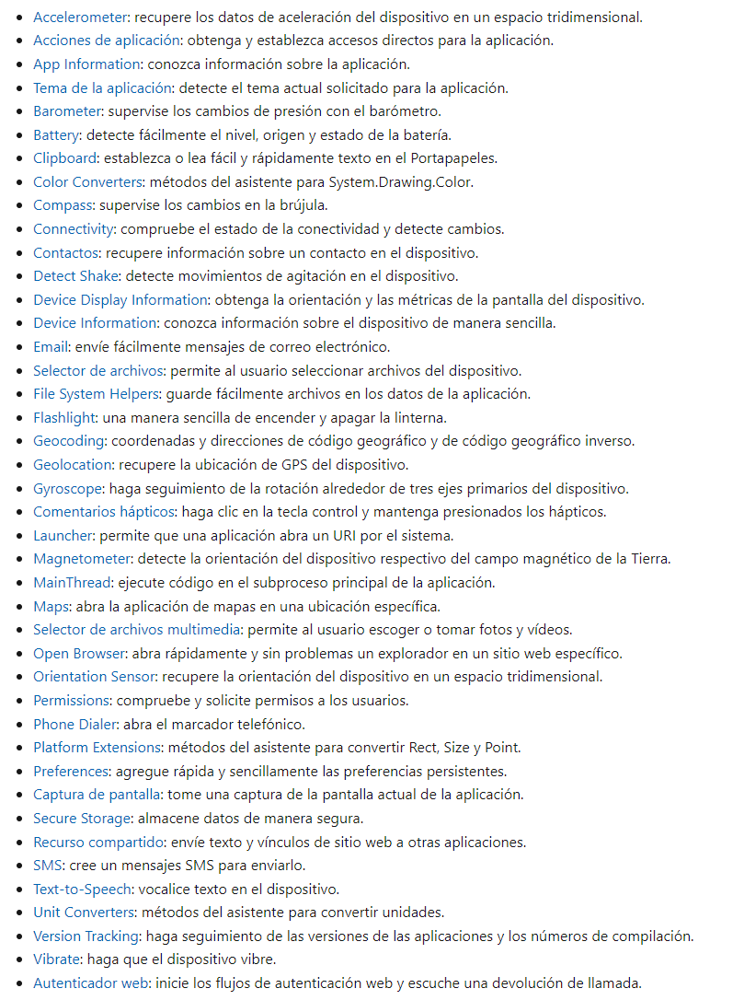 Accelerometer: recupere los datos de aceleración del dispositivo en un espacio tridimensional.
Acciones de aplicación: obtenga y establezca accesos directos para la aplicación.
App Information: conozca información sobre la aplicación.
Tema de la aplicación: detecte el tema actual solicitado para la aplicación.
Barometer: supervise los cambios de presión con el barómetro.
Battery: detecte fácilmente el nivel, origen y estado de la batería.
Clipboard: establezca o lea fácil y rápidamente texto en el Portapapeles.
Color Converters: métodos del asistente para System.Drawing.Color.
Compass: supervise los cambios en la brújula.
Connectivity: compruebe el estado de la conectividad y detecte cambios.
Contactos: recupere información sobre un contacto en el dispositivo.
Detect Shake: detecte movimientos de agitación en el dispositivo.
Device Display Information: obtenga la orientación y las métricas de la pantalla del dispositivo.
Device Information: conozca información sobre el dispositivo de manera sencilla.
Email: envíe fácilmente mensajes de correo electrónico.
Selector de archivos: permite al usuario seleccionar archivos del dispositivo.
File System Helpers: guarde fácilmente archivos en los datos de la aplicación.
Flashlight: una manera sencilla de encender y apagar la linterna.
Geocoding: coordenadas y direcciones de código geográfico y de código geográfico inverso.
Geolocation: recupere la ubicación de GPS del dispositivo.
Gyroscope: haga seguimiento de la rotación alrededor de tres ejes primarios del dispositivo.
Comentarios hápticos: haga clic en la tecla control y mantenga presionados los hápticos.
Launcher: permite que una aplicación abra un URI por el sistema.
Magnetometer: detecte la orientación del dispositivo respectivo del campo magnético de la Tierra.
MainThread: ejecute código en el subproceso principal de la aplicación.
Maps: abra la aplicación de mapas en una ubicación específica.
Selector de archivos multimedia: permite al usuario escoger o tomar fotos y vídeos.
Open Browser: abra rápidamente y sin problemas un explorador en un sitio web específico.
Orientation Sensor: recupere la orientación del dispositivo en un espacio tridimensional.
Permissions: compruebe y solicite permisos a los usuarios.
Phone Dialer: abra el marcador telefónico.
Platform Extensions: métodos del asistente para convertir Rect, Size y Point.
Preferences: agregue rápida y sencillamente las preferencias persistentes.
Captura de pantalla: tome una captura de la pantalla actual de la aplicación.
Secure Storage: almacene datos de manera segura.
Recurso compartido: envíe texto y vínculos de sitio web a otras aplicaciones.
SMS: cree un mensajes SMS para enviarlo.
Text-to-Speech: vocalice texto en el dispositivo.
Unit Converters: métodos del asistente para convertir unidades.
Version Tracking: haga seguimiento de las versiones de las aplicaciones y los números de compilación.
Vibrate: haga que el dispositivo vibre.
Autenticador web: inicie los flujos de autenticación web y escuche una devolución de llamada.